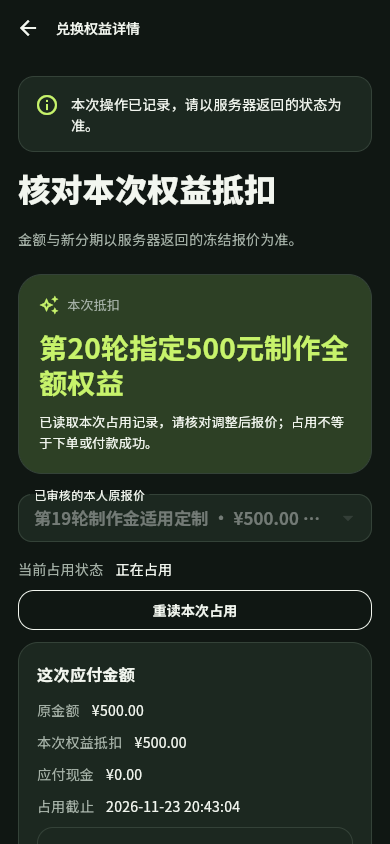 兑换权益详情
本次操作已记录，请以服务器返回的状态为
准。
核对本次权益抵扣
金额与新分期以服务器返回的冻结报价为准。
本次抵扣
第20轮指定500元制作全
额权益
已读取本次占用记录，请核对调整后报价；占用不等
于下单或付款成功。
已审核的本人原报价
第19轮制作金适用定制 · ¥500.00 ···
当前占用状态 正在占用
重读本次占用
这次应付金额
原金额 ¥500.00
本次权益抵扣 ¥500.00
应付现金 ¥0.00
占用截止 2026-11-23 20:43:04